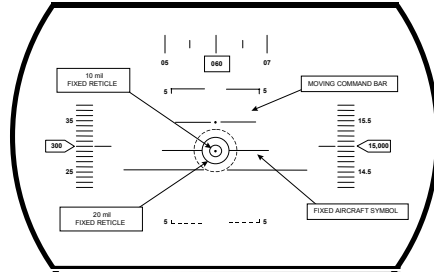 05 060 07
10 mil
FIXED RETICLE
5 5
MOVING COMMAND BAR
35 15.5
300 15,000
25 14.5
20 mil
FIXED RETICLE
FIXED AIRCRAFT SYMBOL
5 5